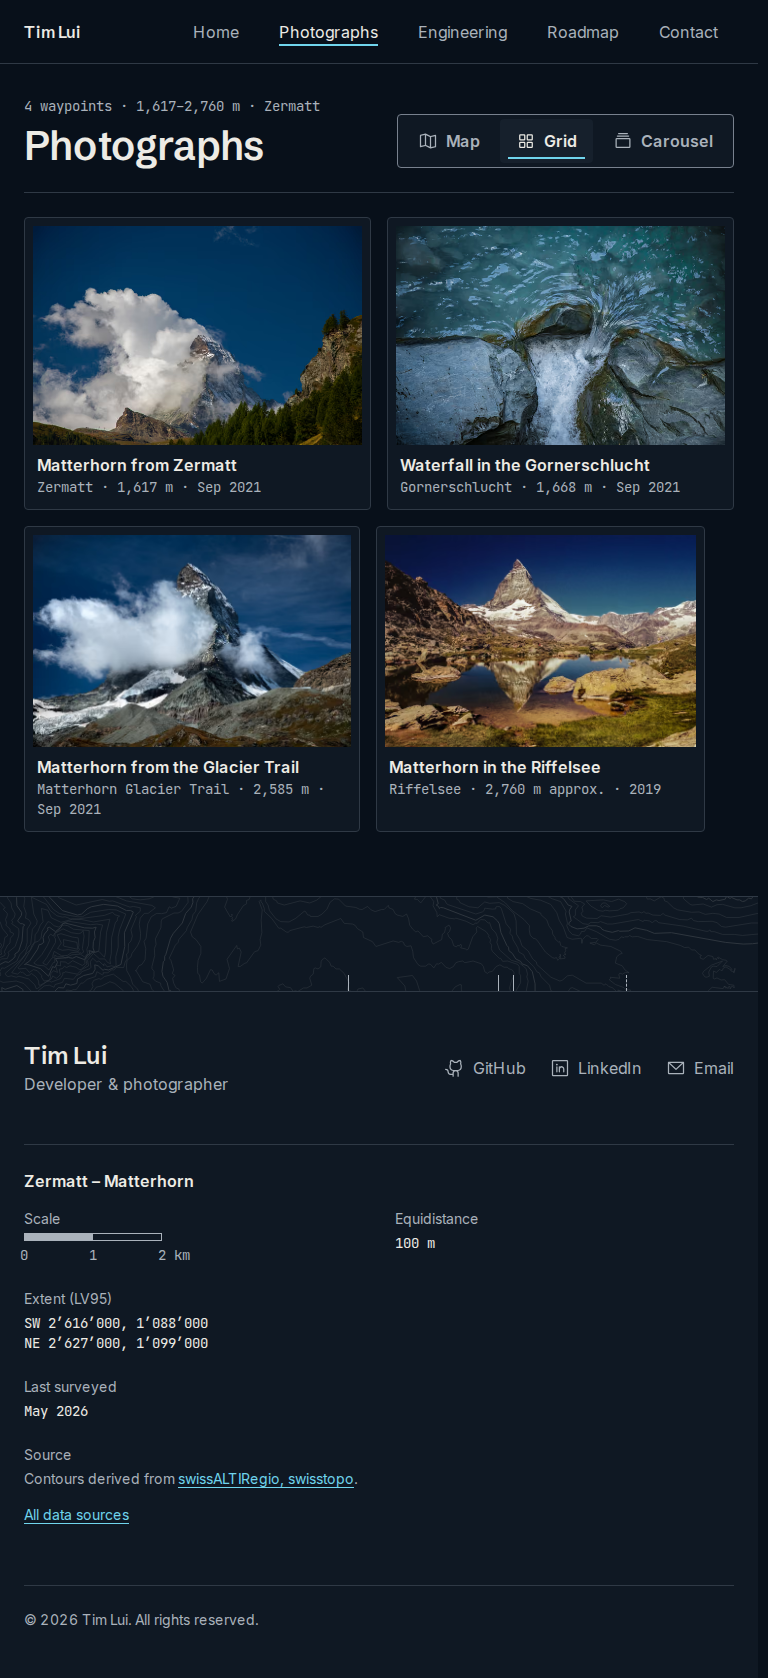 Tim Lui
Home
Photographs
Engineering
Roadmap
Contact
4 waypoints · 1,617–2,760 m · Zermatt
Photographs
Map
Grid
Carousel
Matterhorn from Zermatt
Zermatt · 1,617 m · Sep 2021
Waterfall in the Gornerschlucht
Gornerschlucht · 1,668 m · Sep 2021
Matterhorn from the Glacier Trail
Matterhorn Glacier Trail · 2,585 m ·
Sep 2021
Matterhorn in the Riffelsee
Riffelsee · 2,760 m approx. · 2019
Tim Lui
Developer & photographer
GitHub
LinkedIn
Email
Zermatt – Matterhorn
Scale
0 1 2 km
Equidistance
100 m
Extent (LV95)
SW 2’616’000, 1’088’000
NE 2’627’000, 1’099’000
Last surveyed
May 2026
Source
Contours derived from swissALTIRegio, swisstopo.
All data sources
© 2026 Tim Lui. All rights reserved.